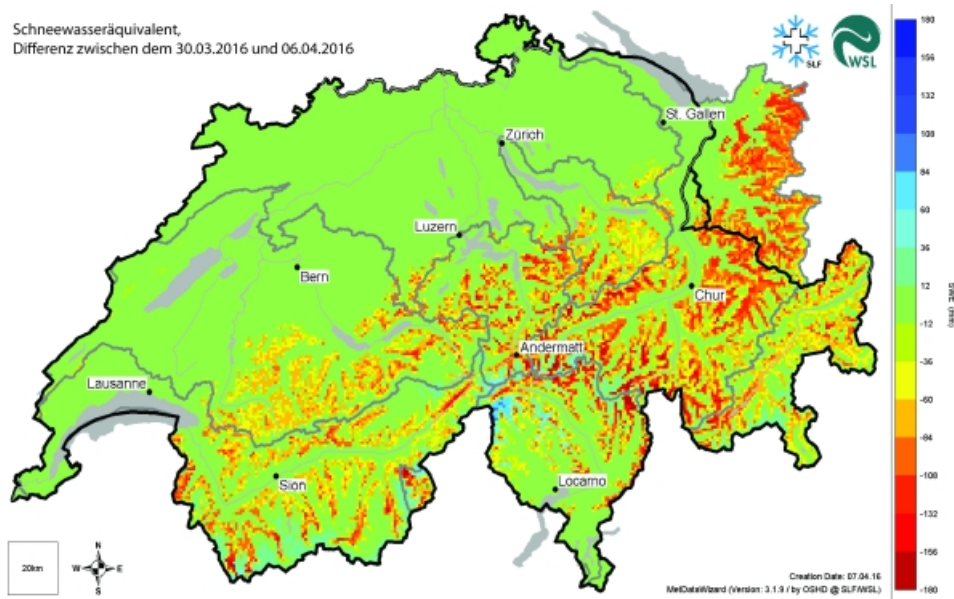 Schneewasseräquivalent,
Differenz zwischen dem 30.03.2016 und 06.04.2016
SLF
WSL
180
156
132
108
84
60
36
12
-12
-36
-60
-84
-108
-132
-156
-180
SWE (mm)
St. Gallen
Zürich
Luzern
Bern
Chur
Andermatt
Lausanne
Sion
Locarno
20km
N
W
E
S
Creation Date: 07.04.16
MetDataWizard (Version: 3.1.9 / by OSHD @ SLF/WSL)